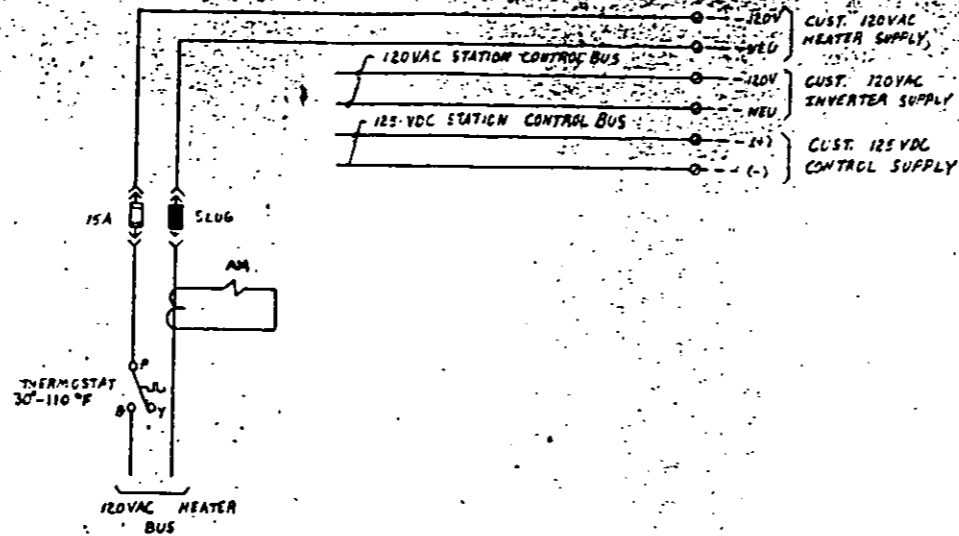 120V
CUST. 120VAC
HEATER SUPPLY
NEU
120VAC STATION CONTROL BUS
120V
CUST. 120VAC
INVERTER SUPPLY
NEU
125-VDC STATION CONTROL BUS
(+)
CUST. 125 VDC
CONTROL SUPPLY
(-)
15A
SLUG
AM
THERMOSTAT
30°-110°F
R
B
Y
120VAC HEATER
BUS